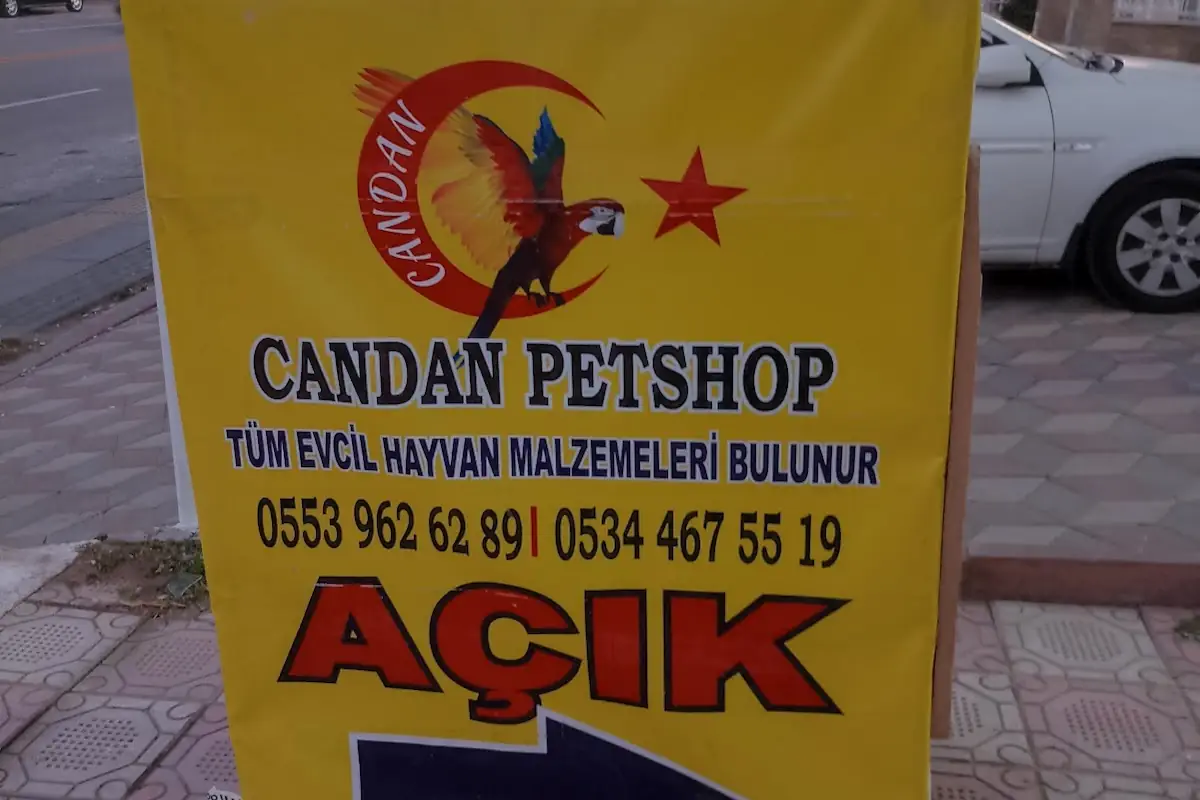 CANDAN
CANDAN PETSHOP
TÜM EVCİL HAYVAN MALZEMELERİ BULUNUR
0553 962 62 89 | 0534 467 55 19
AÇIK